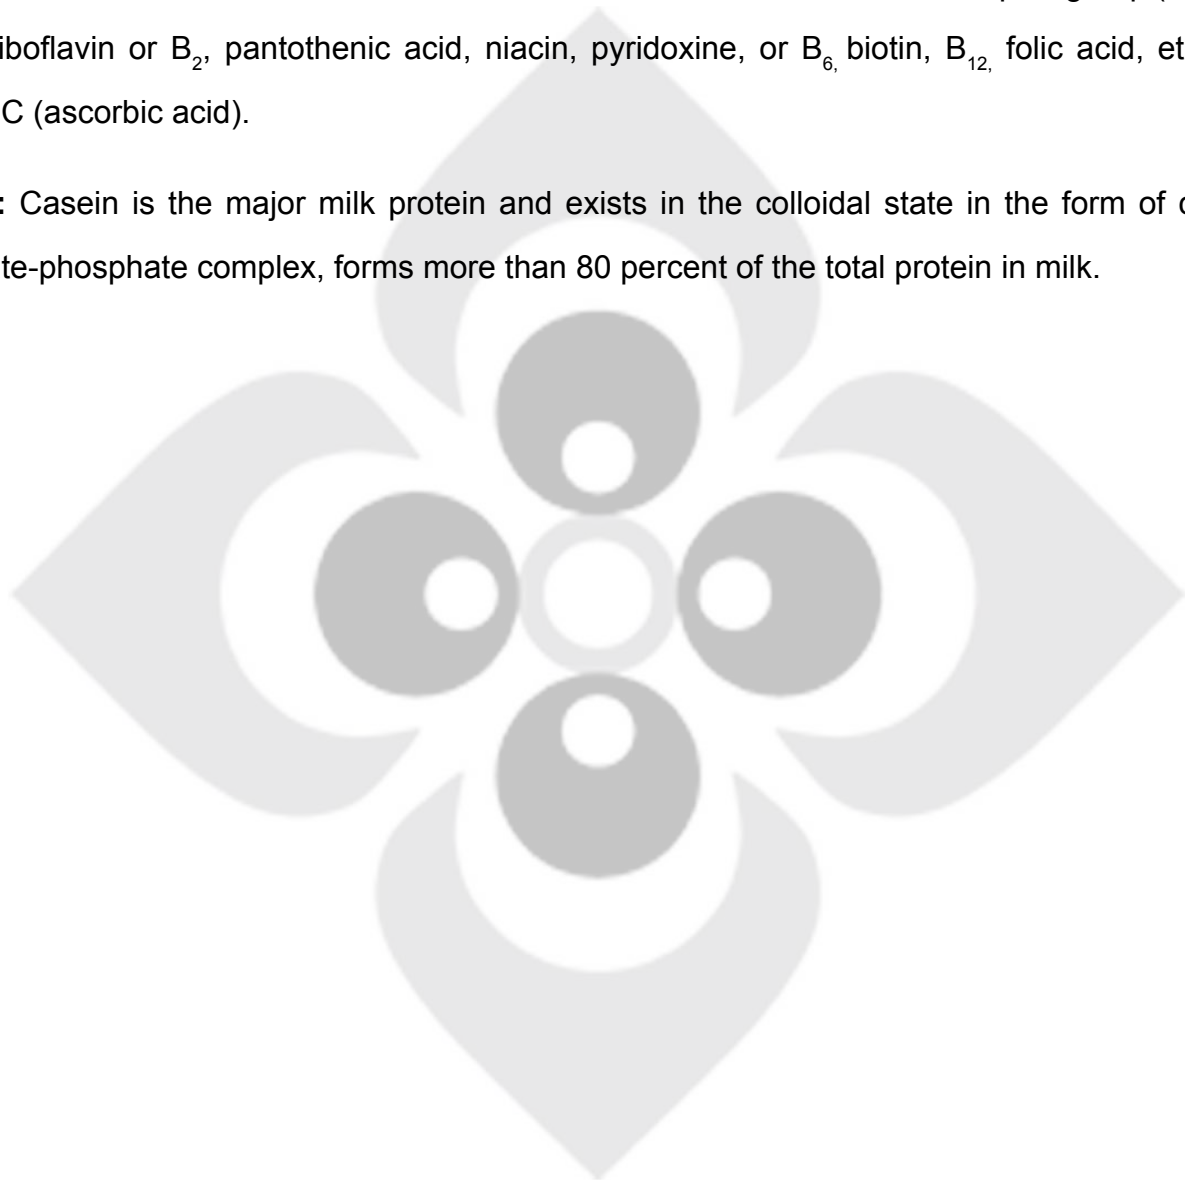 iboflavin or B₂, pantothenic acid, niacin, pyridoxine, or B₆, biotin, B₁₂, folic acid, et
C (ascorbic acid).
: Casein is the major milk protein and exists in the colloidal state in the form of c
te-phosphate complex, forms more than 80 percent of the total protein in milk.